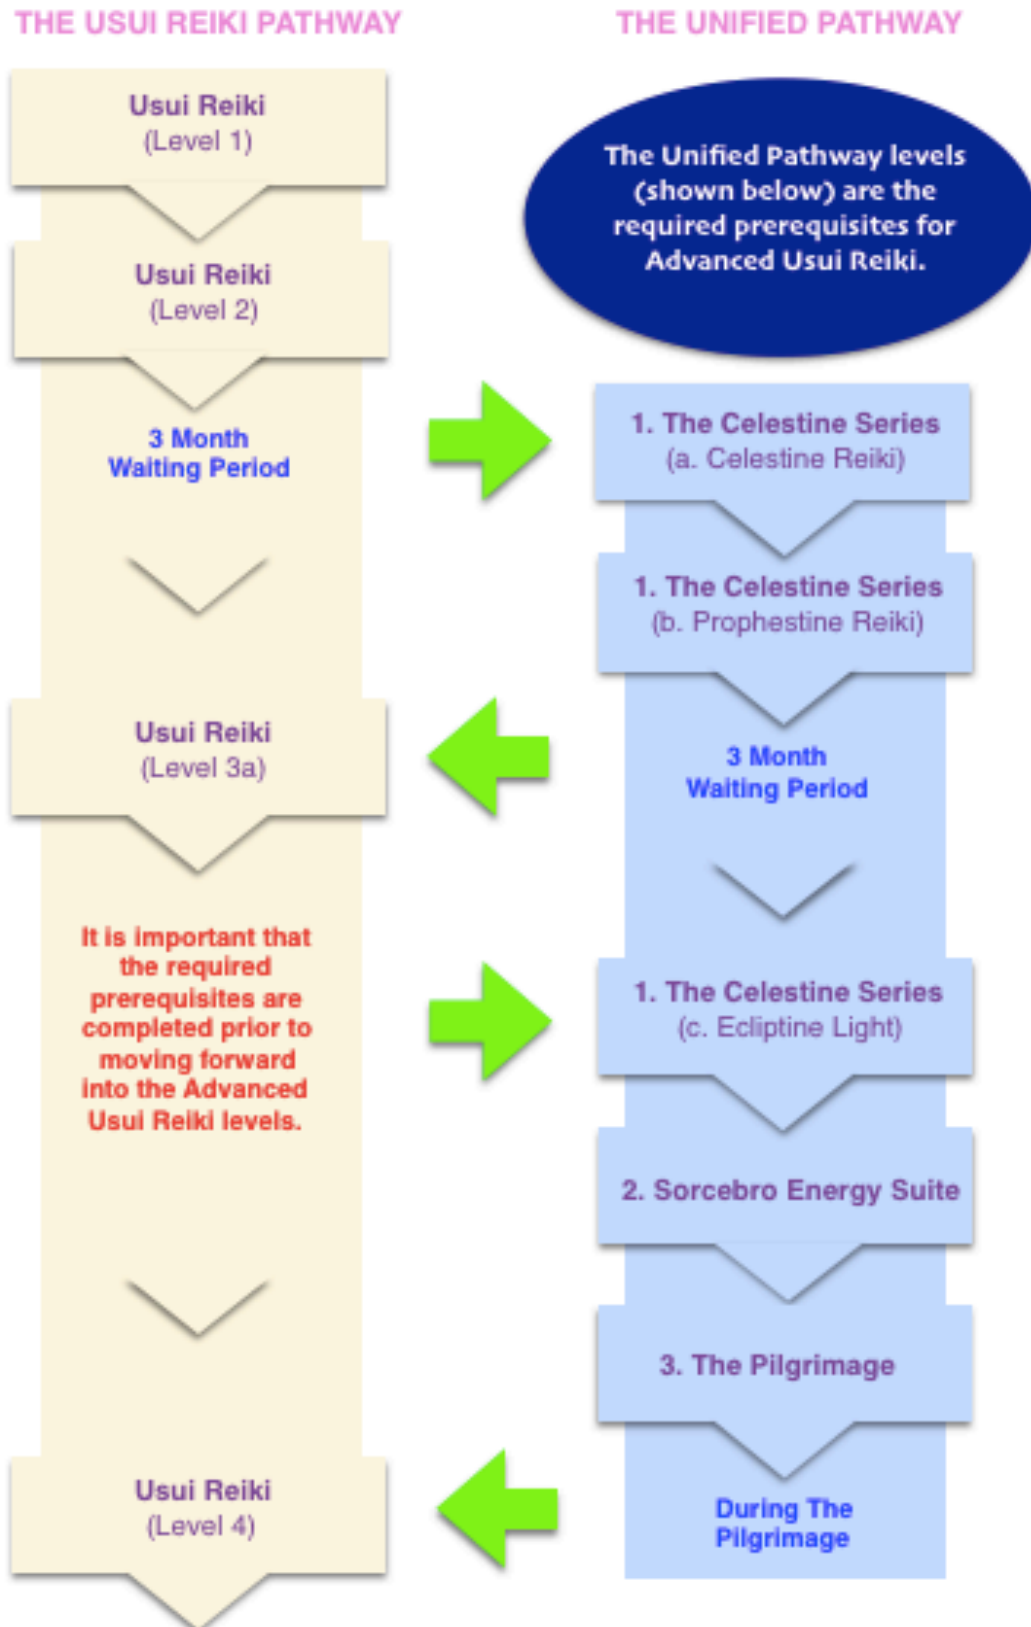 THE USUI REIKI PATHWAY
Usui Reiki
(Level 1)
Usui Reiki
(Level 2)
3 Month
Waiting Period
Usui Reiki
(Level 3a)
It is important that
the required
prerequisites are
completed prior to
moving forward
into the Advanced
Usui Reiki levels.
Usui Reiki
(Level 4)
THE UNIFIED PATHWAY
The Unified Pathway levels
(shown below) are the
required prerequisites for
Advanced Usui Reiki.
1. The Celestine Series
(a. Celestine Reiki)
1. The Celestine Series
(b. Prophestine Reiki)
3 Month
Waiting Period
1. The Celestine Series
(c. Ecliptine Light)
2. Sorcebro Energy Suite
3. The Pilgrimage
During The
Pilgrimage